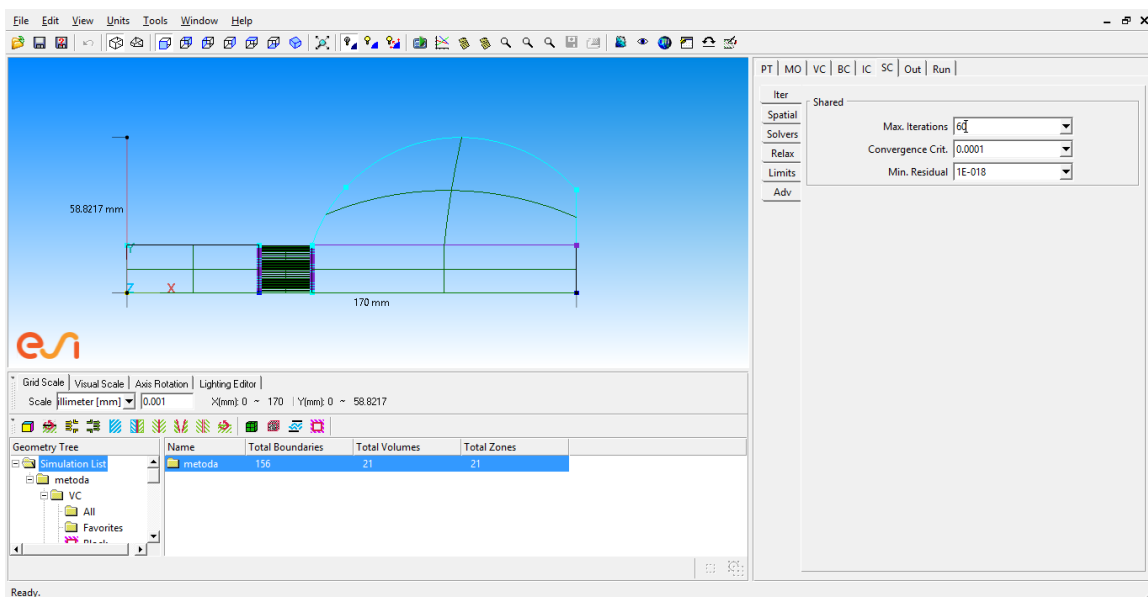 File Edit View Units Tools Window Help
PT MO VC BC IC SC Out Run
Iter
Spatial
Solvers
Relax
Limits
Adv
Shared
Max. Iterations 60
Convergence Crit. 0.0001
Min. Residual 1E-018
58.8217 mm
Y
Z X
170 mm
esi
Grid Scale Visual Scale Axis Rotation Lighting Editor
Scale illimeter [mm] 0.001 X(mm): 0 ~ 170 Y(mm): 0 ~ 58.8217
Geometry Tree
Simulation List
metoda
VC
All
Favorites
Name Total Boundaries Total Volumes Total Zones
metoda 156 21 21
Ready.